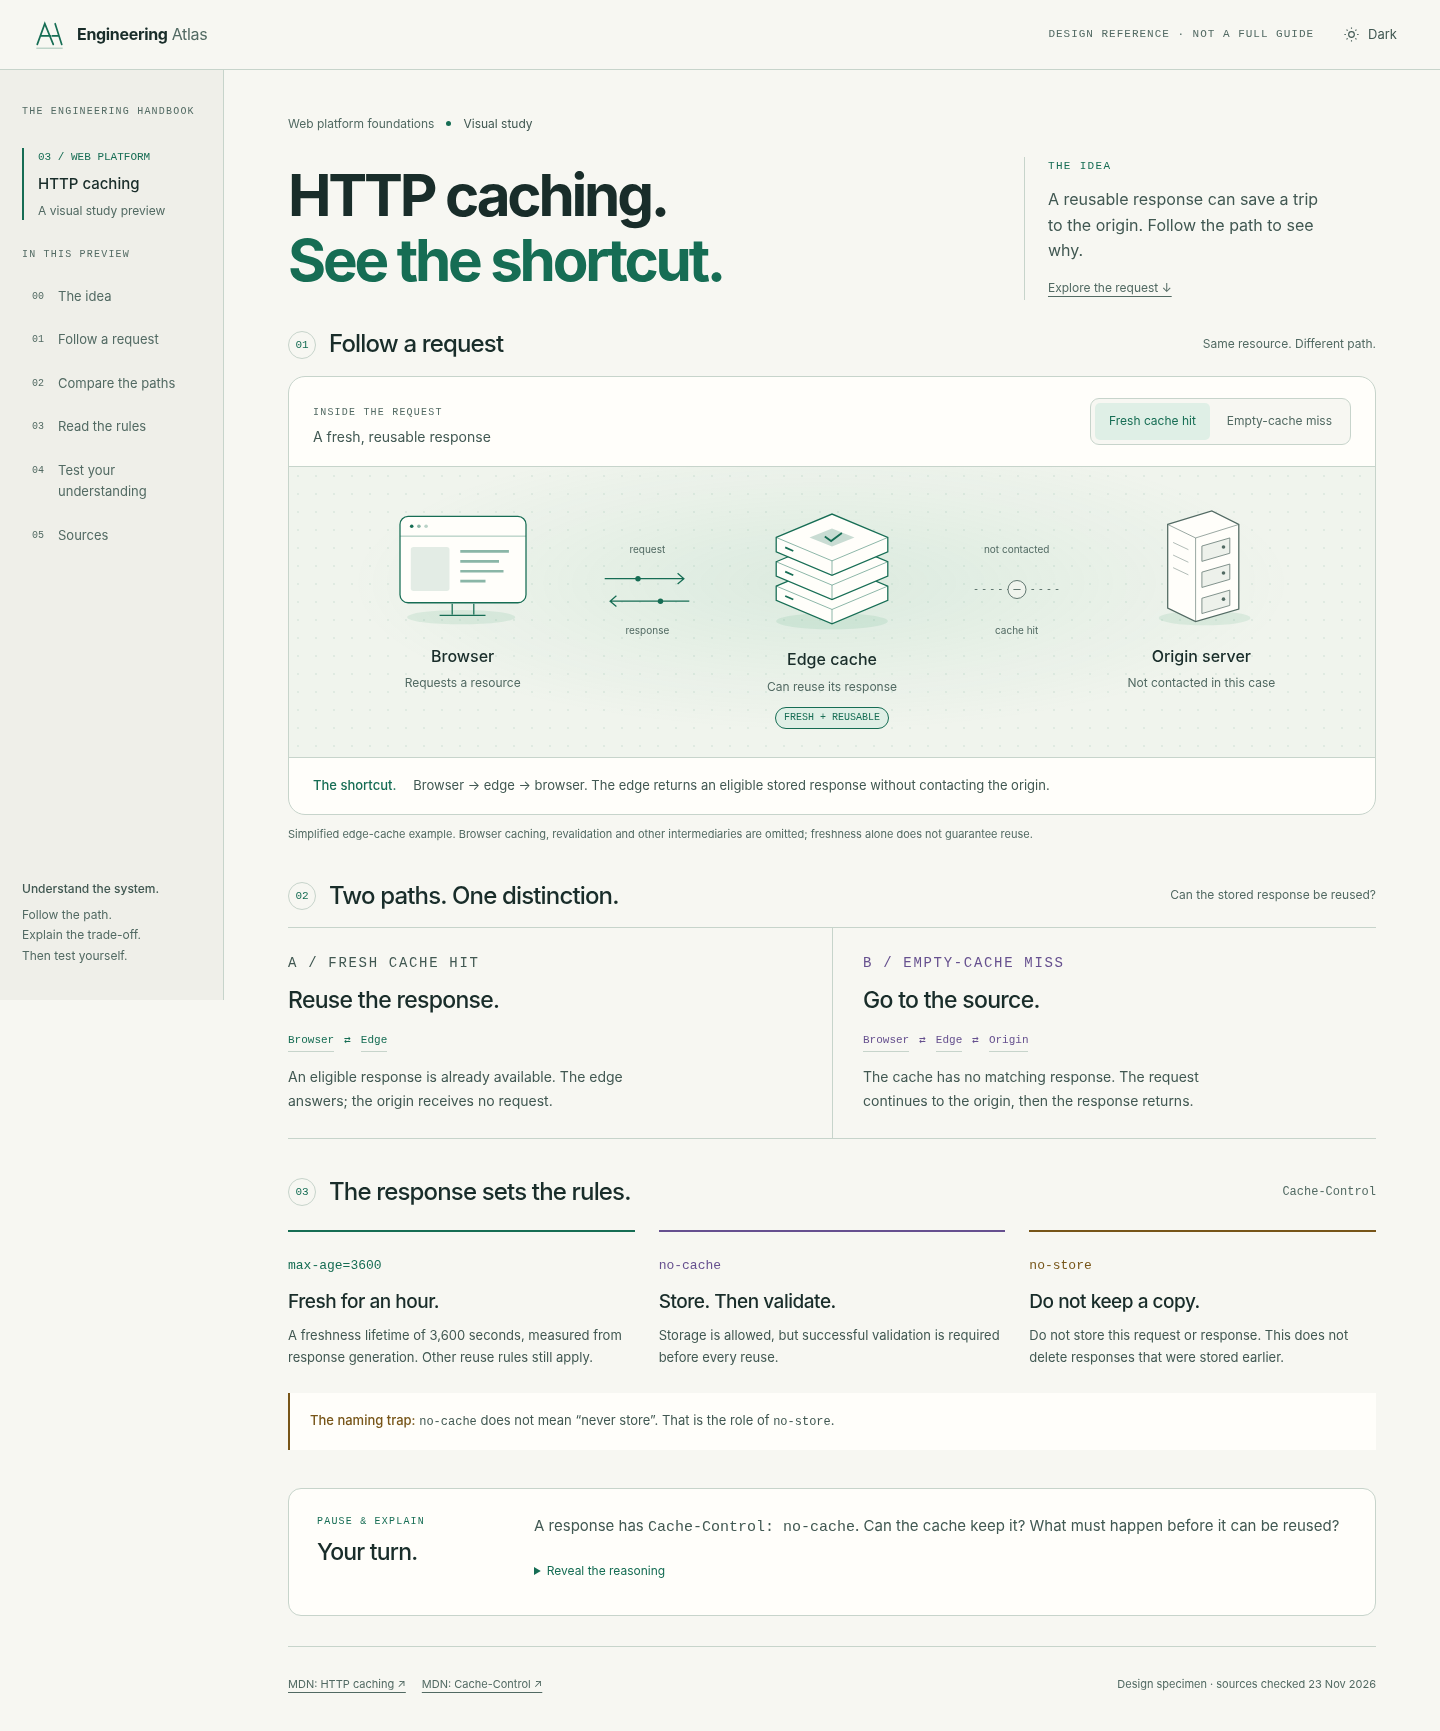 Engineering Atlas
DESIGN REFERENCE · NOT A FULL GUIDE
Dark
THE ENGINEERING HANDBOOK
03 / WEB PLATFORM
HTTP caching
A visual study preview
IN THIS PREVIEW
00 The idea
01 Follow a request
02 Compare the paths
03 Read the rules
04 Test your
understanding
05 Sources
Understand the system.
Follow the path.
Explain the trade-off.
Then test yourself.
Web platform foundations • Visual study
HTTP caching.
See the shortcut.
THE IDEA
A reusable response can save a trip
to the origin. Follow the path to see
why.
Explore the request ↓
01 Follow a request
Same resource. Different path.
INSIDE THE REQUEST
A fresh, reusable response
Fresh cache hit
Empty-cache miss
request
response
not contacted
cache hit
Browser
Requests a resource
Edge cache
Can reuse its response
FRESH + REUSABLE
Origin server
Not contacted in this case
The shortcut. Browser → edge → browser. The edge returns an eligible stored response without contacting the origin.
Simplified edge-cache example. Browser caching, revalidation and other intermediaries are omitted; freshness alone does not guarantee reuse.
02 Two paths. One distinction.
Can the stored response be reused?
A / FRESH CACHE HIT
Reuse the response.
Browser ⇄ Edge
An eligible response is already available. The edge
answers; the origin receives no request.
B / EMPTY-CACHE MISS
Go to the source.
Browser ⇄ Edge ⇄ Origin
The cache has no matching response. The request
continues to the origin, then the response returns.
03 The response sets the rules.
Cache-Control
max-age=3600
Fresh for an hour.
A freshness lifetime of 3,600 seconds, measured from
response generation. Other reuse rules still apply.
no-cache
Store. Then validate.
Storage is allowed, but successful validation is required
before every reuse.
no-store
Do not keep a copy.
Do not store this request or response. This does not
delete responses that were stored earlier.
The naming trap: no-cache does not mean “never store”. That is the role of no-store.
PAUSE & EXPLAIN
Your turn.
A response has Cache-Control: no-cache. Can the cache keep it? What must happen before it can be reused?
▶ Reveal the reasoning
MDN: HTTP caching ↗ MDN: Cache-Control ↗
Design specimen · sources checked 23 Nov 2026